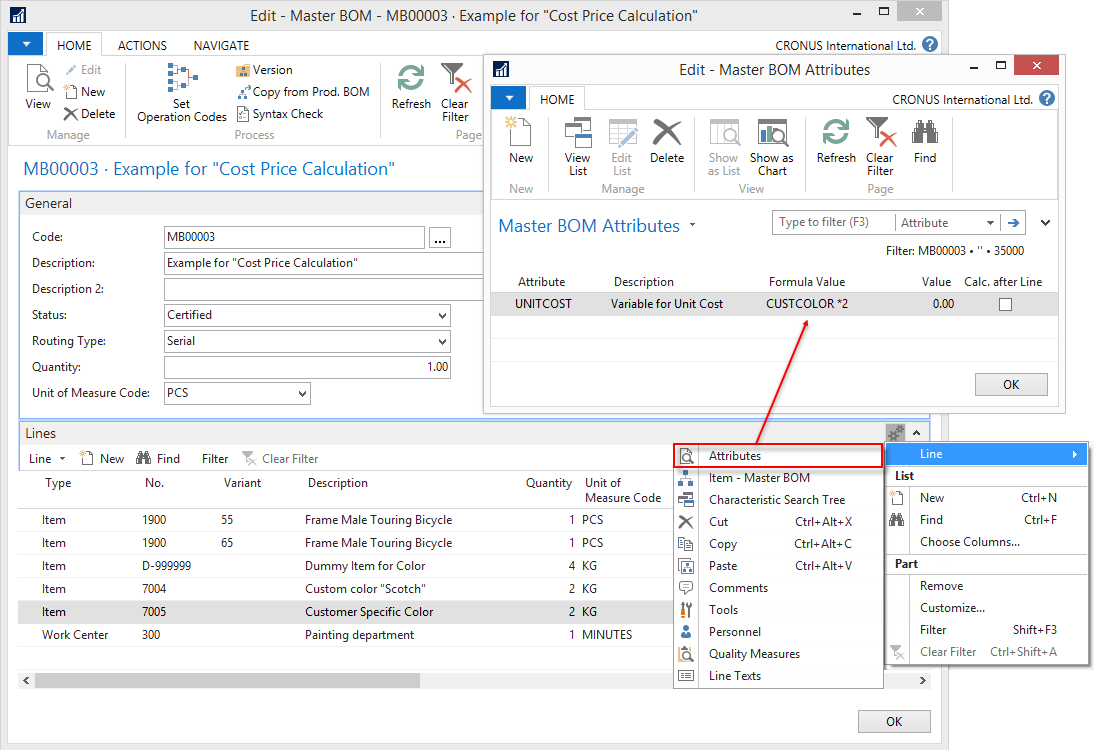 Edit - Master BOM - MB00003 · Example for "Cost Price Calculation"
HOME ACTIONS NAVIGATE
CRONUS International Ltd.
View
Edit
New
Delete
Manage
Set
Operation Codes
Version
Copy from Prod. BOM
Syntax Check
Process
Refresh
Clear
Filter
Page
MB00003 · Example for "Cost Price Calculation"
General
Code: MB00003 ...
Description: Example for "Cost Price Calculation"
Description 2:
Status: Certified
Routing Type: Serial
Quantity: 1.00
Unit of Measure Code: PCS
Edit - Master BOM Attributes
HOME
CRONUS International Ltd.
New
New
View
List
Edit
List
Delete
Manage
Show
as List
Show as
Chart
View
Refresh
Clear
Filter
Find
Page
Master BOM Attributes
Type to filter (F3) Attribute
Filter: MB00003 • '' • 35000
Attribute Description Formula Value Value Calc. after Line
UNITCOST Variable for Unit Cost CUSTCOLOR *2 0.00
OK
Lines
Line New Find Filter Clear Filter
Type No. Variant Description Quantity Unit of
Measure Code
Item 1900 55 Frame Male Touring Bicycle 1 PCS
Item 1900 65 Frame Male Touring Bicycle 1 PCS
Item D-999999 Dummy Item for Color 4 KG
Item 7004 Custom color "Scotch" 2 KG
Item 7005 Customer Specific Color 2 KG
Work Center 300 Painting department 1 MINUTES
Attributes
Item - Master BOM
Characteristic Search Tree
Cut Ctrl+Alt+X
Copy Ctrl+Alt+C
Paste Ctrl+Alt+V
Comments
Tools
Personnel
Quality Measures
Line Texts
Line
List
New Ctrl+N
Find Ctrl+F
Choose Columns...
Part
Remove
Customize...
Filter Shift+F3
Clear Filter Ctrl+Shift+A
OK